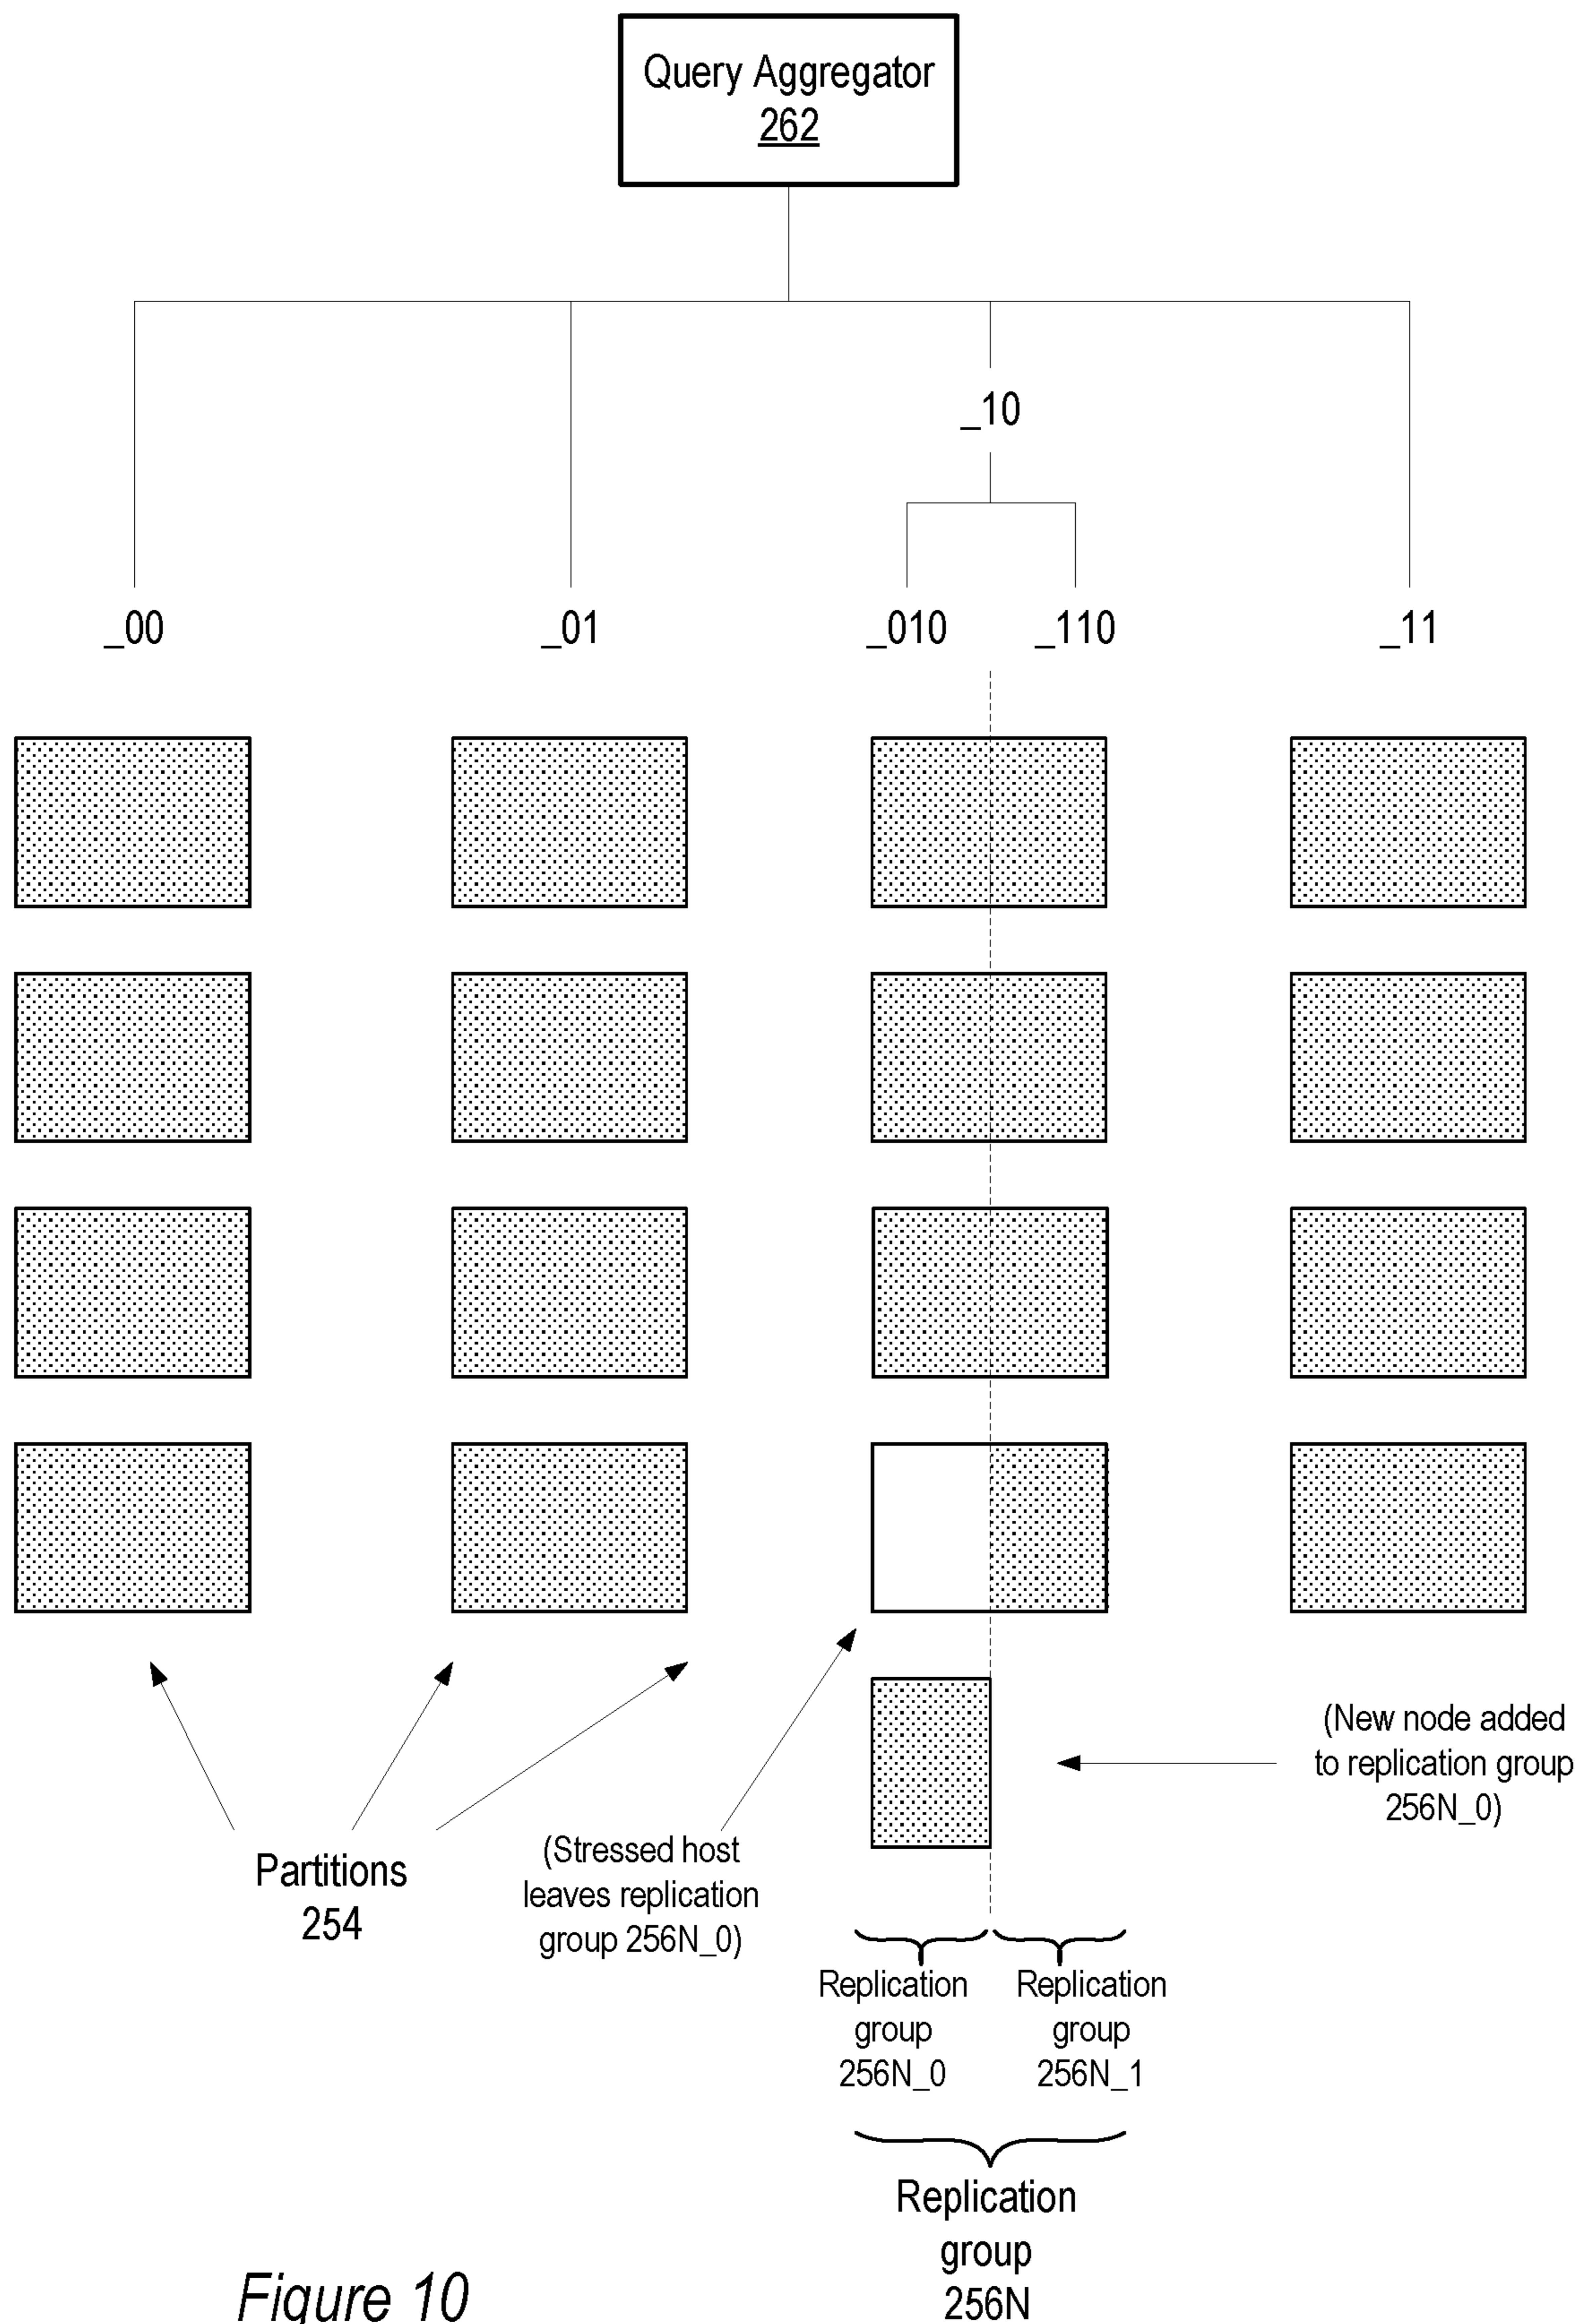 Query Aggregator
262
_10
_00
_01
_010
_110
_11
(New node added
to replication group
256N_0)
Partitions
254
(Stressed host
leaves replication
group 256N_0)
Replication
group
256N_0
Replication
group
256N_1
Replication
group
256N
Figure 10